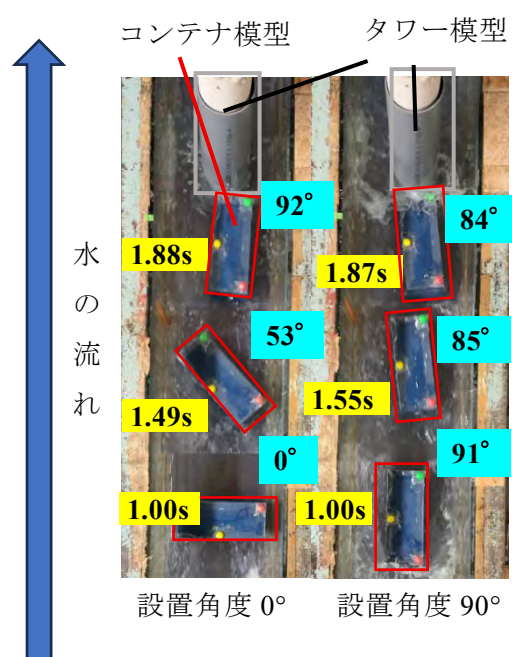 コンテナ模型
タワー模型
水の流れ
92°
1.88s
53°
1.49s
0°
1.00s
84°
1.87s
85°
1.55s
91°
1.00s
設置角度 0°
設置角度 90°